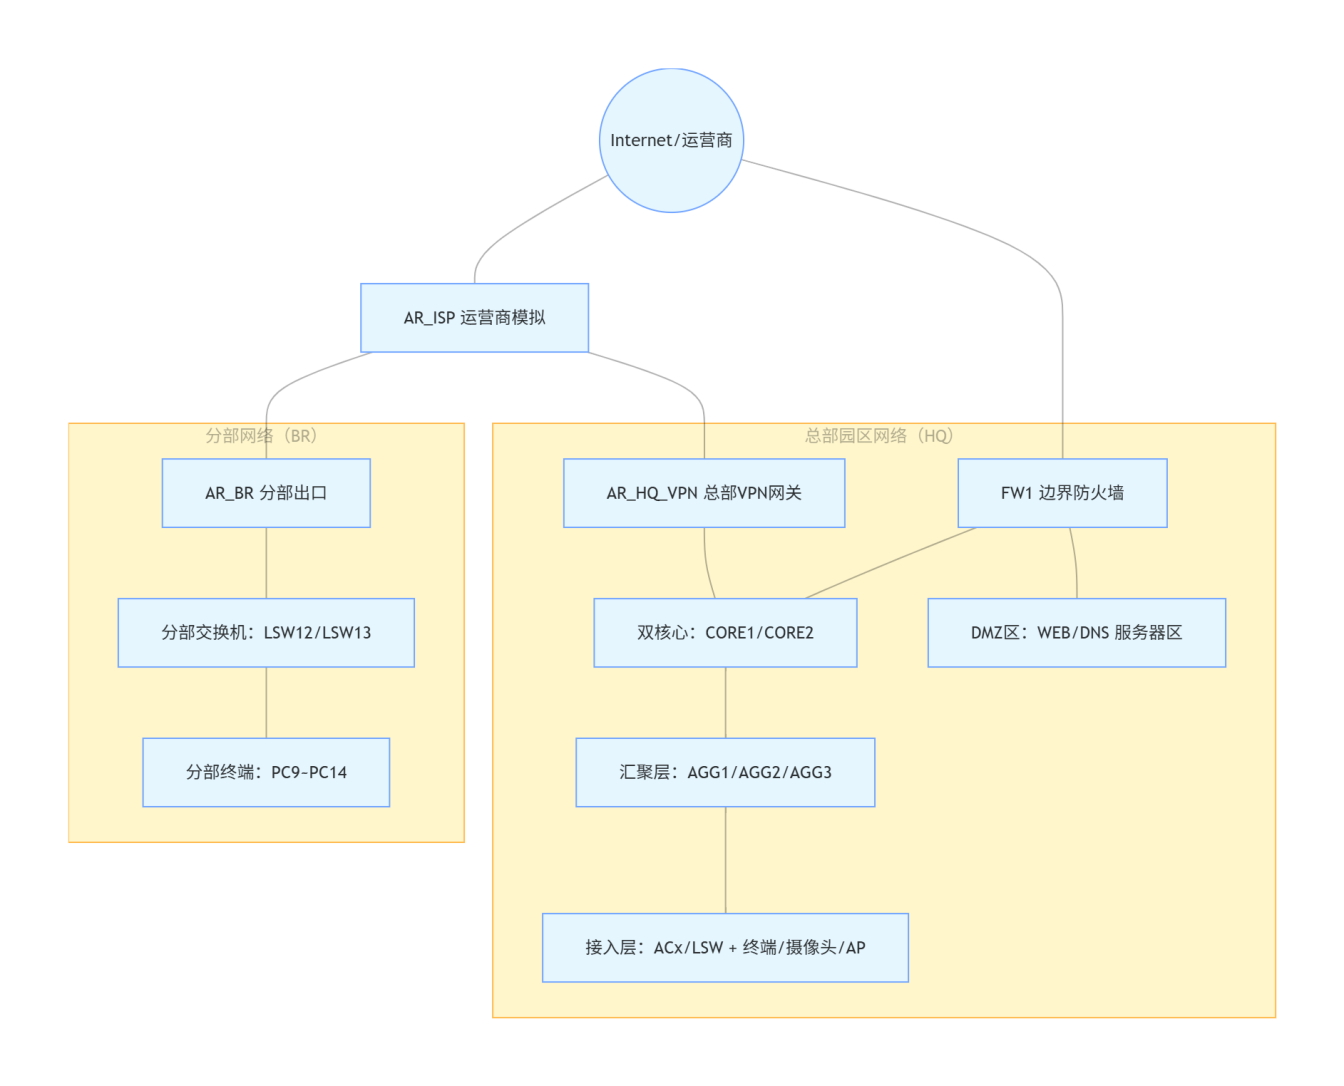 Internet/运营商
AR_ISP 运营商模拟
分部网络（BR）
总部园区网络（HQ）
AR_BR 分部出口
AR_HQ_VPN 总部VPN网关
FW1 边界防火墙
分部交换机：LSW12/LSW13
双核心：CORE1/CORE2
DMZ区：WEB/DNS 服务器区
分部终端：PC9-PC14
汇聚层：AGG1/AGG2/AGG3
接入层：ACx/LSW + 终端/摄像头/AP